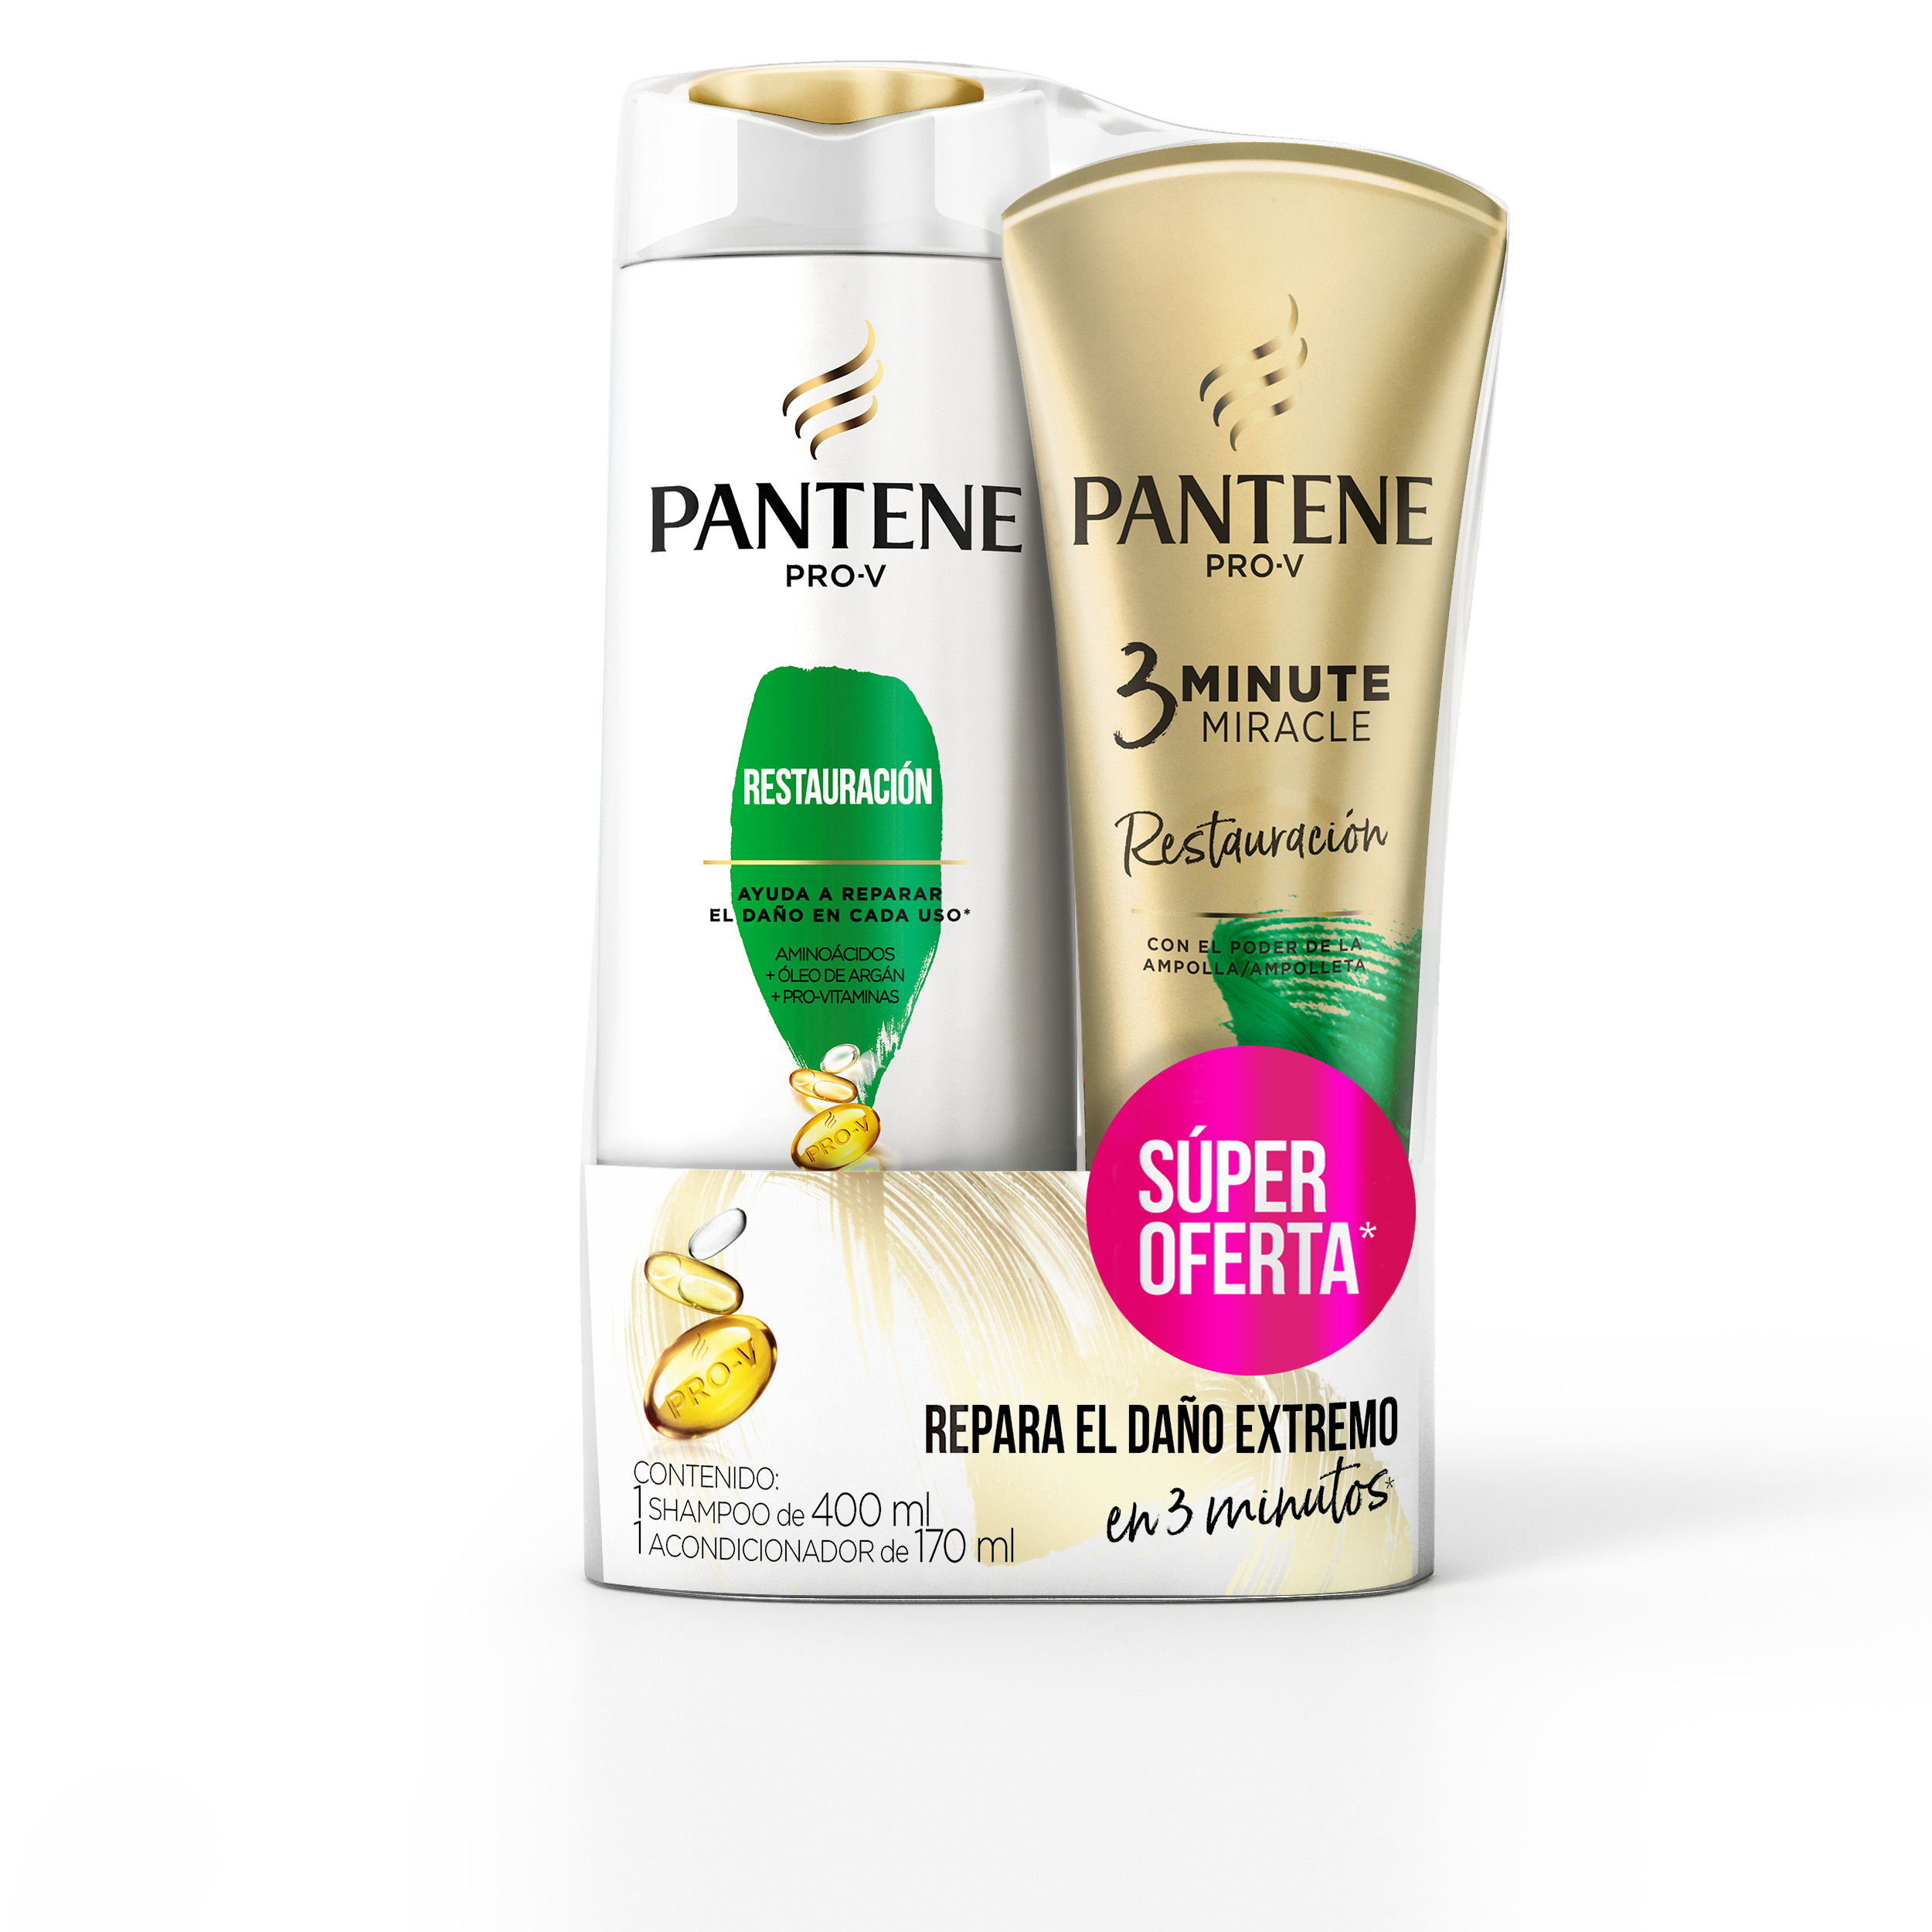 PANTENE
PRO-V
RESTAURACIÓN
AYUDA A REPARAR
EL DAÑO EN CADA USO*
AMINOÁCIDOS
+ ÓLEO DE ARGÁN
+ PRO-VITAMINAS
PRO-V
PANTENE
PRO-V
3 MINUTE
MIRACLE
Restauración
CON EL PODER DE LA
AMPOLLA/AMPOLLETA
SÚPER
OFERTA*
PRO-V
REPARA EL DAÑO EXTREMO
en 3 minutos*
CONTENIDO:
1 SHAMPOO de 400 ml
1 ACONDICIONADOR de 170 ml